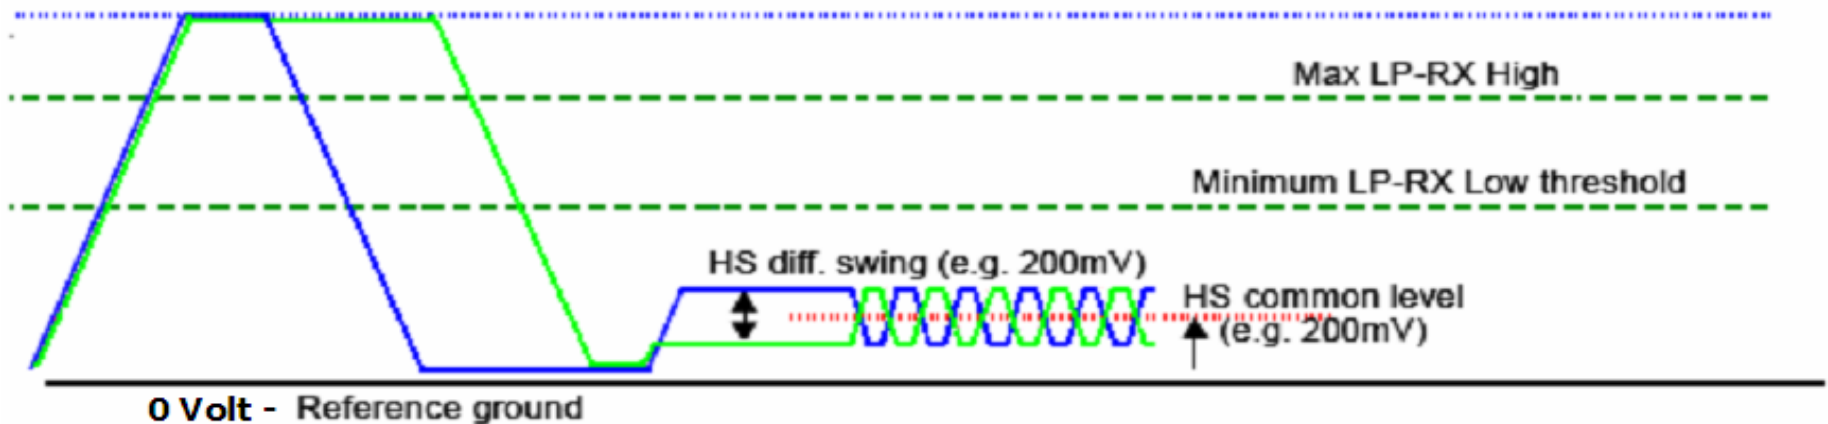 Max LP-RX High
Minimum LP-RX Low threshold
HS diff. swing (e.g. 200mV)
HS common level
(e.g. 200mV)
0 Volt - Reference ground